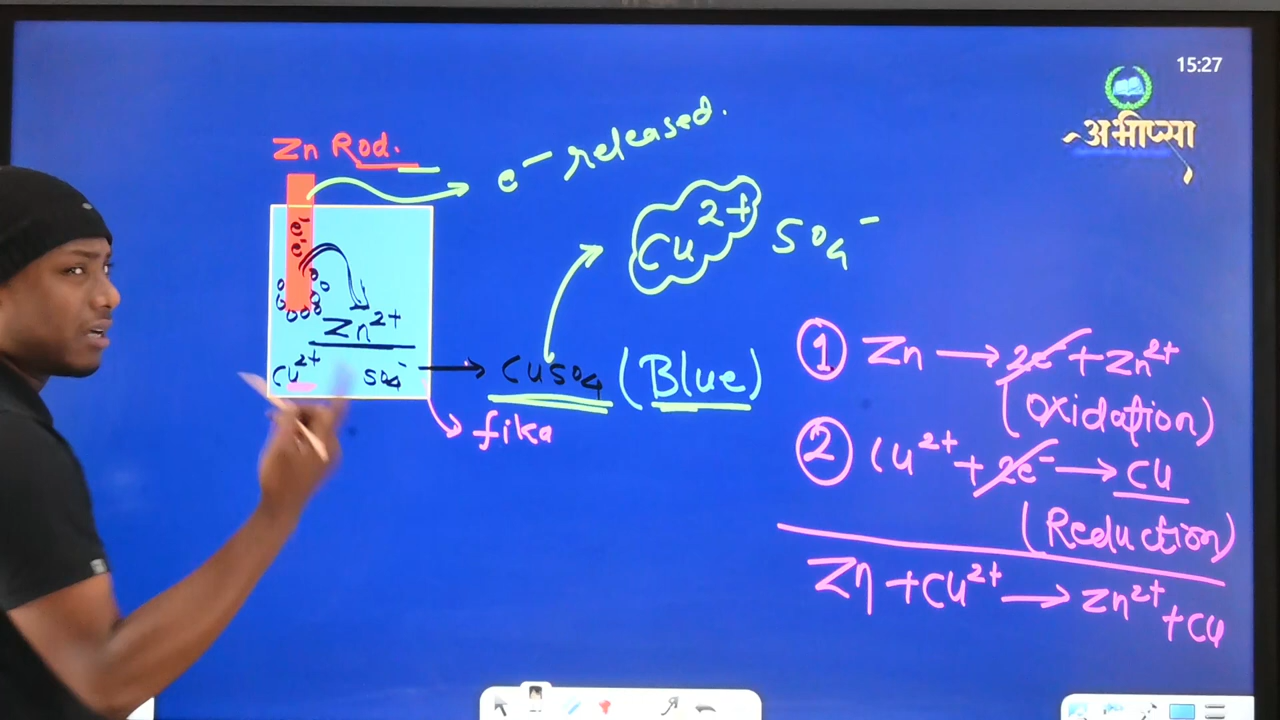 15:27
अभीप्सा
Zn Rod.
e⁻ released.
Cu²⁺ SO₄⁻
Zn²⁺
Cu²⁺ SO₄⁻ → CuSO₄ (Blue)
fika
① Zn → 2e⁻ + Zn²⁺
(Oxidation)
② Cu²⁺ + 2e⁻ → Cu
(Reduction)
Zn + Cu²⁺ → Zn²⁺ + Cu